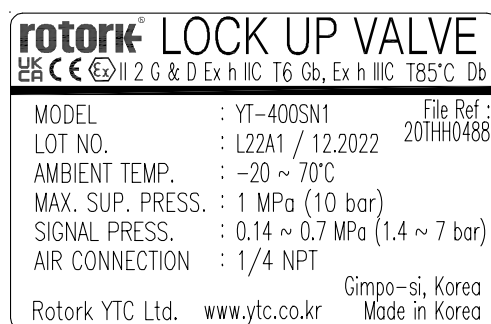 rotork® LOCK UP VALVE
UK CA CE Ex II 2 G & D Ex h IIC T6 Gb, Ex h IIIC T85°C Db
MODEL : YT-400SN1 File Ref :
20THH0488
LOT NO. : L22A1 / 12.2022
AMBIENT TEMP. : -20 ~ 70°C
MAX. SUP. PRESS. : 1 MPa (10 bar)
SIGNAL PRESS. : 0.14 ~ 0.7 MPa (1.4 ~ 7 bar)
AIR CONNECTION : 1/4 NPT
Gimpo-si, Korea
Rotork YTC Ltd. www.ytc.co.kr Made in Korea